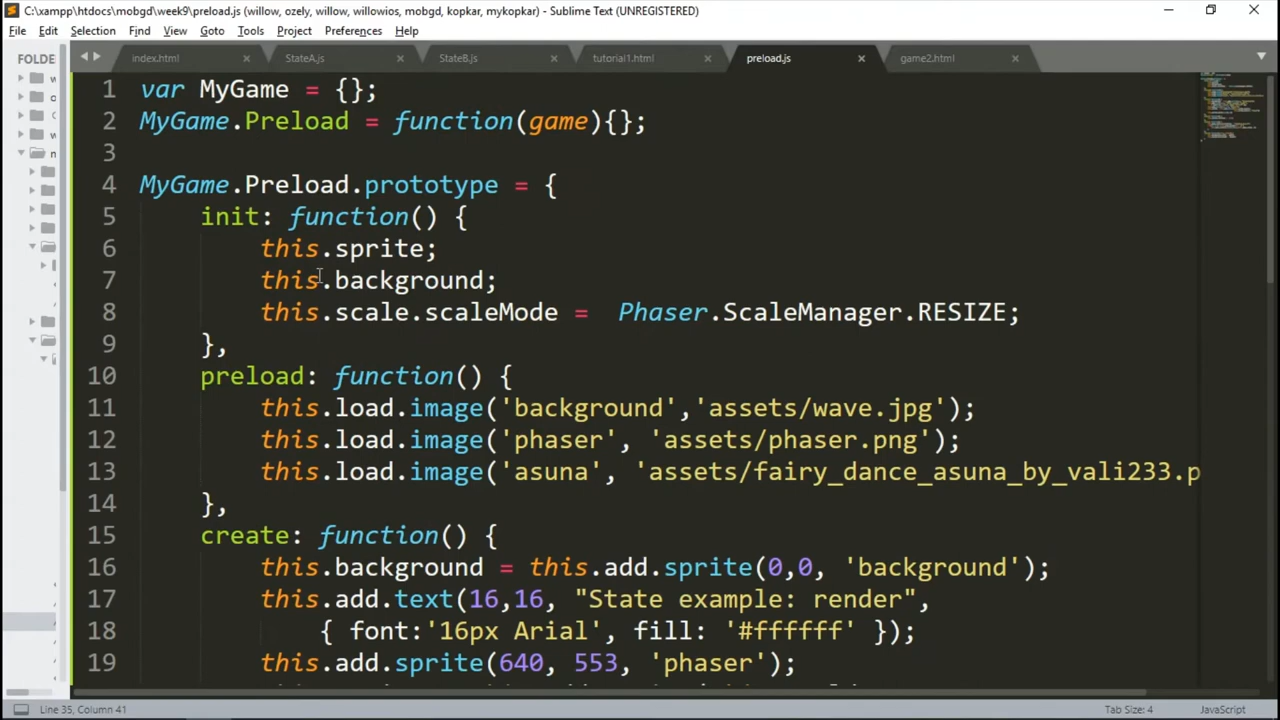 C:\xampp\htdocs\mobgd\week9\preload.js (willow, ozely, willow, willowios, mobgd, kopkar, mykopkar) - Sublime Text (UNREGISTERED)
File Edit Selection Find View Goto Tools Project Preferences Help
FOLDE index.html StateA.js StateB.js tutorial1.html preload.js game2.html
1 var MyGame = {};
2 MyGame.Preload = function(game){};
3
4 MyGame.Preload.prototype = {
5 init: function() {
6 this.sprite;
7 this.background;
8 this.scale.scaleMode =  Phaser.ScaleManager.RESIZE;
9 },
10 preload: function() {
11 this.load.image('background','assets/wave.jpg');
12 this.load.image('phaser', 'assets/phaser.png');
13 this.load.image('asuna', 'assets/fairy_dance_asuna_by_vali233.p
14 },
15 create: function() {
16 this.background = this.add.sprite(0,0, 'background');
17 this.add.text(16,16, "State example: render",
18 { font:'16px Arial', fill: '#ffffff' });
19 this.add.sprite(640, 553, 'phaser');
Line 35, Column 41 Tab Size: 4 JavaScript